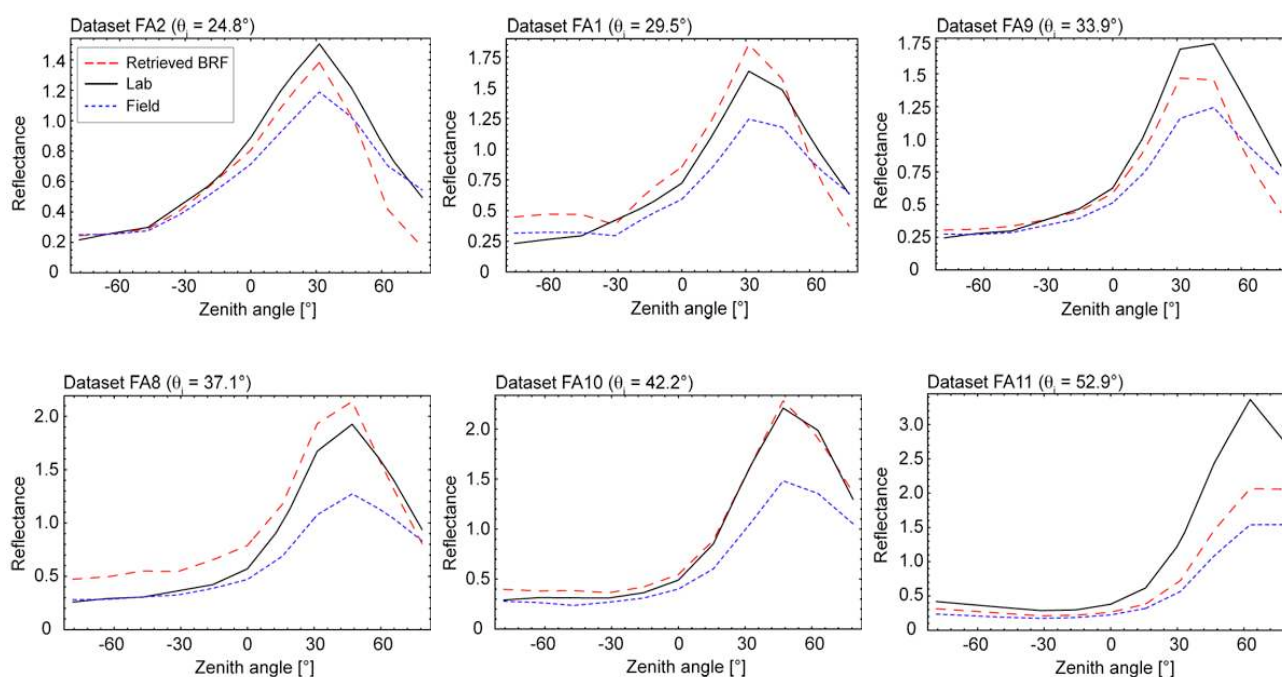 Dataset FA2 (θi = 24.8°)
Retrieved BRF
Lab
Field
Reflectance
1.4
1.2
1.0
0.8
0.6
0.4
0.2
0
-60 -30 0 30 60
Zenith angle [°]
Dataset FA1 (θi = 29.5°)
Reflectance
1.75
1.5
1.25
1.0
0.75
0.5
0.25
0
-60 -30 0 30 60
Zenith angle [°]
Dataset FA9 (θi = 33.9°)
Reflectance
1.75
1.5
1.25
1.0
0.75
0.5
0.25
0
-60 -30 0 30 60
Zenith angle [°]
Dataset FA8 (θi = 37.1°)
Reflectance
2.0
1.5
1.0
0.5
0
-60 -30 0 30 60
Zenith angle [°]
Dataset FA10 (θi = 42.2°)
Reflectance
2.0
1.5
1.0
0.5
0
-60 -30 0 30 60
Zenith angle [°]
Dataset FA11 (θi = 52.9°)
Reflectance
3.0
2.5
2.0
1.5
1.0
0.5
0
-60 -30 0 30 60
Zenith angle [°]